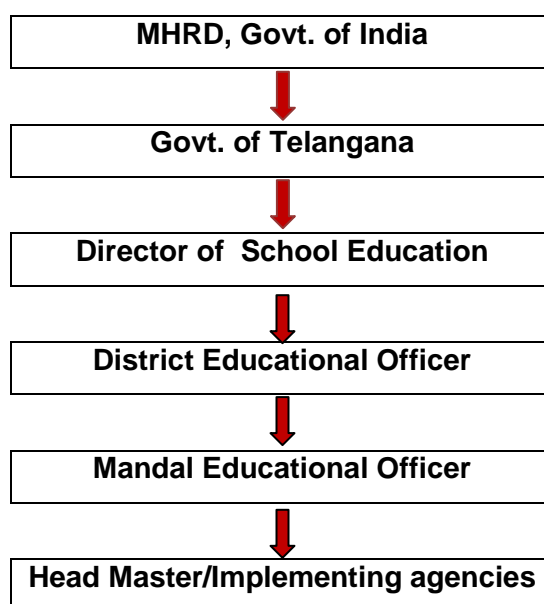 MHRD, Govt. of India
Govt. of Telangana
Director of  School Education
District Educational Officer
Mandal Educational Officer
Head Master/Implementing agencies